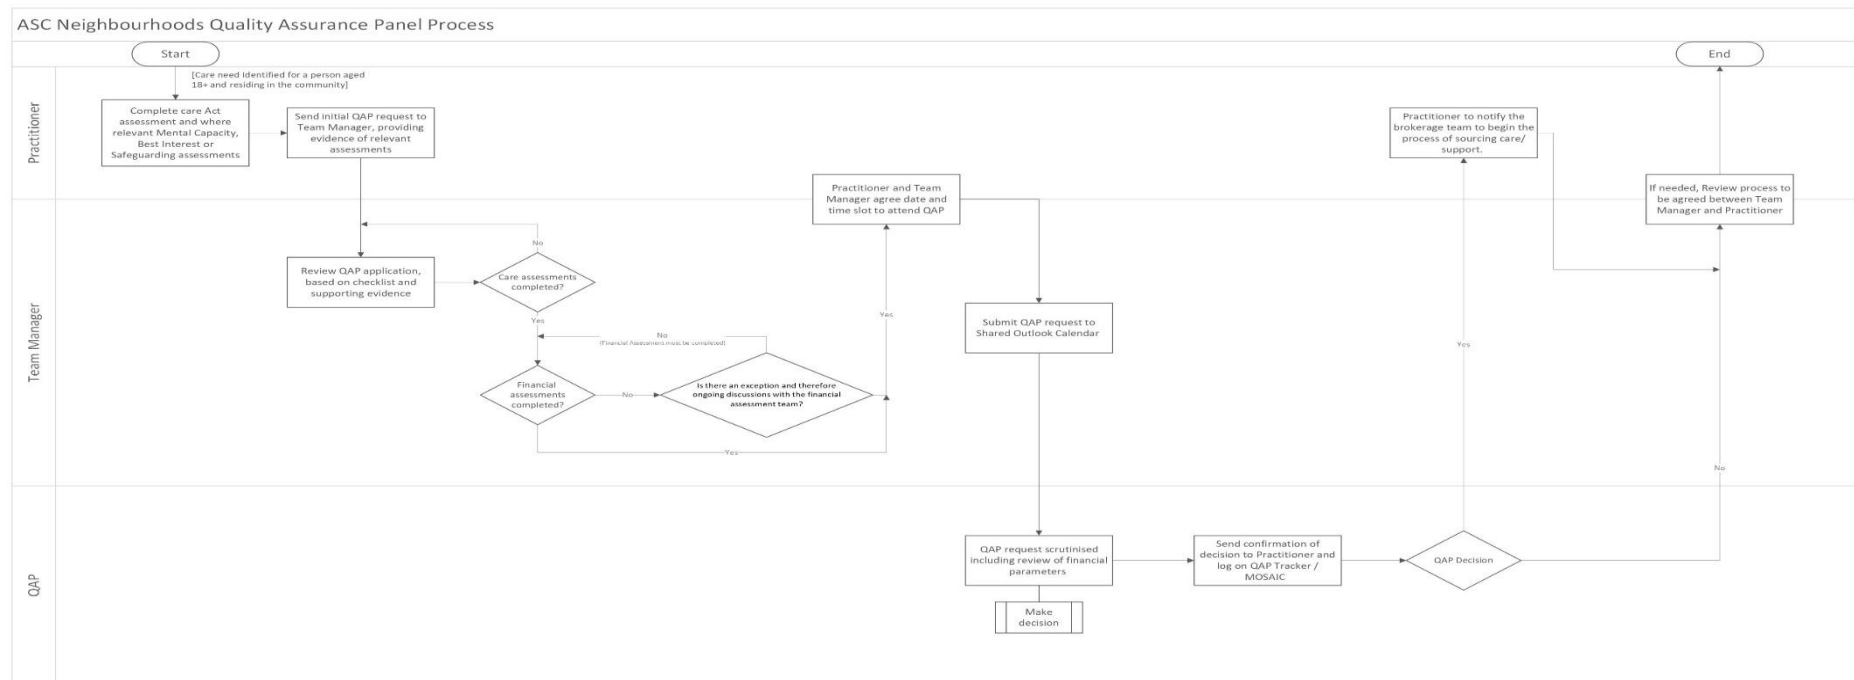 ASC Neighbourhoods Quality Assurance Panel Process
Start
End
Practitioner
[Care need Identified for a person aged
18+ and residing in the community]
Complete care Act
assessment and where
relevant Mental Capacity,
Best Interest or
Safeguarding assessments
Send initial QAP request to
Team Manager, providing
evidence of relevant
assessments
Practitioner to notify the
brokerage team to begin the
process of sourcing care/
support.
Practitioner and Team
Manager agree date and
time slot to attend QAP
If needed, Review process to
be agreed between Team
Manager and Practitioner
Team Manager
No
Review QAP application,
based on checklist and
supporting evidence
Care assessments
completed?
Yes
No
(Financial Assessment must be completed)
Financial
assessments
completed?
No
Is there an exception and therefore
ongoing discussions with the financial
assessment team?
Yes
Yes
Submit QAP request to
Shared Outlook Calendar
Yes
No
QAP
QAP request scrutinised
including review of financial
parameters
Make
decision
Send confirmation of
decision to Practitioner and
log on QAP Tracker /
MOSAIC
QAP Decision